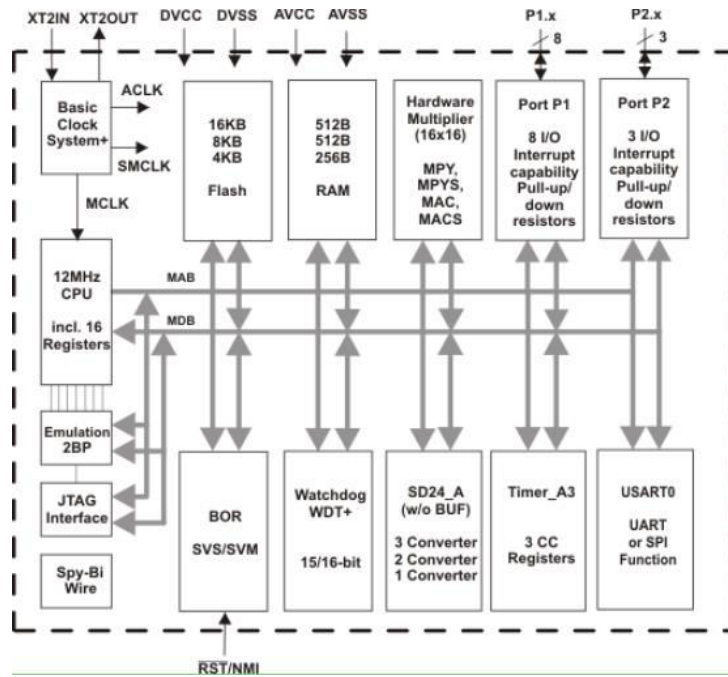 XT2IN XT2OUT DVCC DVSS AVCC AVSS P1.x P2.x
8 3
Basic
Clock
System+
ACLK
SMCLK
MCLK
16KB
8KB
4KB
Flash
512B
512B
256B
RAM
Hardware
Multiplier
(16x16)
MPY,
MPYS,
MAC,
MACS
Port P1
8 I/O
Interrupt
capability
Pull-up/
down
resistors
Port P2
3 I/O
Interrupt
capability
Pull-up/
down
resistors
12MHz
CPU
incl. 16
Registers
MAB
MDB
Emulation
2BP
JTAG
Interface
Spy-Bi
Wire
BOR
SVS/SVM
Watchdog
WDT+
15/16-bit
SD24_A
(w/o BUF)
3 Converter
2 Converter
1 Converter
Timer_A3
3 CC
Registers
USART0
UART
or SPI
Function
RST/NMI